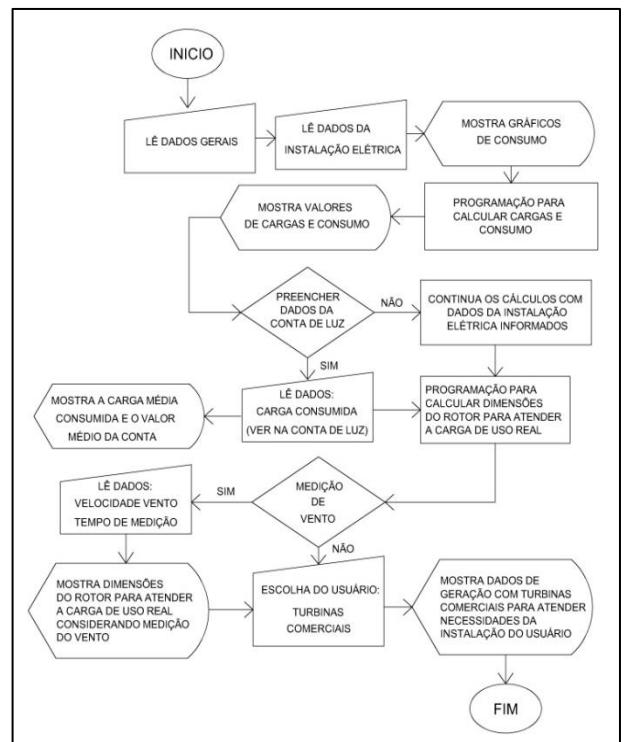 INICIO
LÊ DADOS GERAIS
LÊ DADOS DA
INSTALAÇÃO ELÉTRICA
MOSTRA GRÁFICOS
DE CONSUMO
PROGRAMAÇÃO PARA
CALCULAR CARGAS E
CONSUMO
MOSTRA VALORES
DE CARGAS E CONSUMO
PREENCHER
DADOS DA
CONTA DE LUZ
NÃO
CONTINUA OS CÁLCULOS COM
DADOS DA INSTALAÇÃO
ELÉTRICA INFORMADOS
SIM
LÊ DADOS:
CARGA CONSUMIDA
(VER NA CONTA DE LUZ)
MOSTRA A CARGA MÉDIA
CONSUMIDA E O VALOR
MÉDIO DA CONTA
PROGRAMAÇÃO PARA
CALCULAR DIMENSÕES
DO ROTOR PARA ATENDER
A CARGA DE USO REAL
MEDIÇÃO
DE
VENTO
SIM
LÊ DADOS:
VELOCIDADE VENTO
TEMPO DE MEDIÇÃO
NÃO
MOSTRA DIMENSÕES
DO ROTOR PARA ATENDER
A CARGA DE USO REAL
CONSIDERANDO MEDIÇÃO
DO VENTO
ESCOLHA DO USUÁRIO:
TURBINAS
COMERCIAIS
MOSTRA DADOS DE
GERAÇÃO COM TURBINAS
COMERCIAIS PARA ATENDER
NECESSIDADES DA
INSTALAÇÃO DO USUÁRIO
FIM